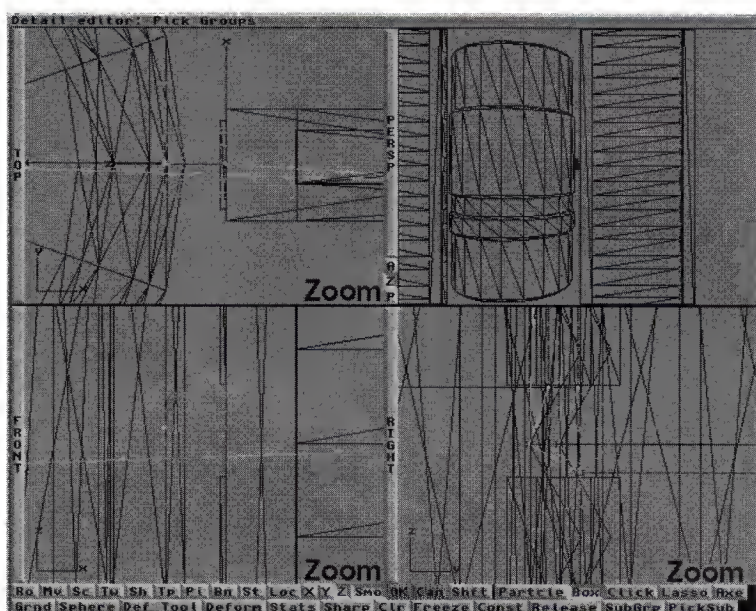 Detail editor: Pick Groups
TOP
PERSP
Zoom
FRONT
RIGHT
Zoom
Zoom
Ro Mv Sc Tw Sh Tp Pi Bn St Loc X Y Z Smo OK Can Shft Particle Box Click Lasso Axe
Grnd Sphere Def Tool Deform Stats Share Clr Freeze Const Release SubGrp PickSub